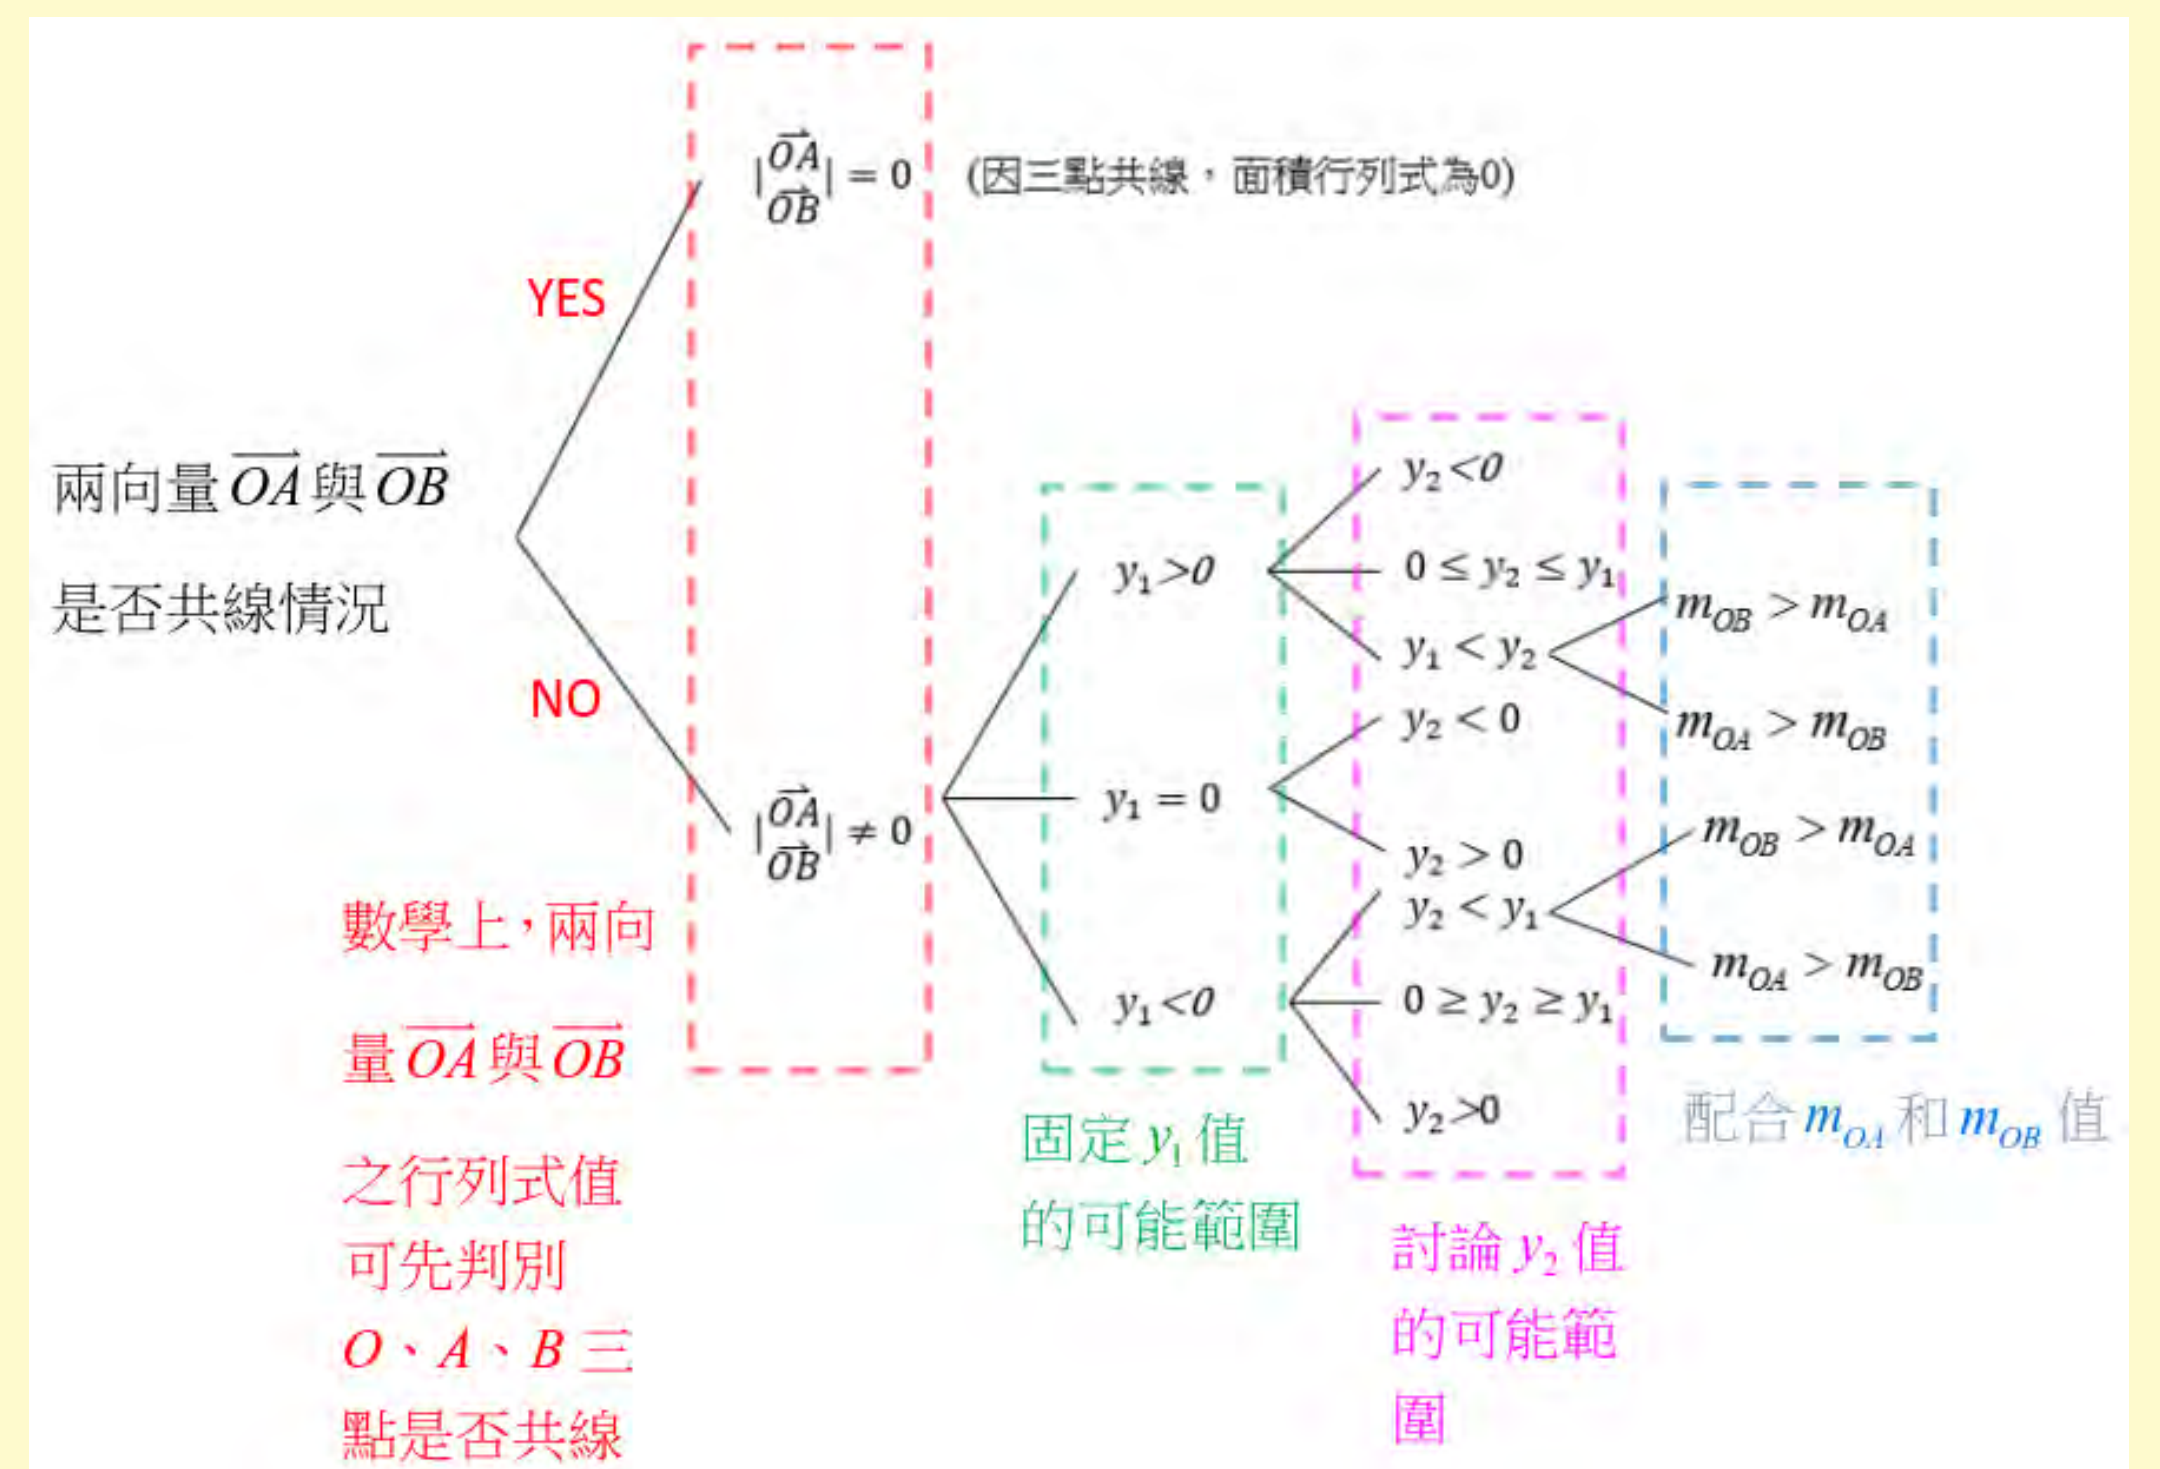 |OA/OB| = 0 (因三點共線，面積行列式為0)
YES
兩向量 OA 與 OB
是否共線情況
NO
|OA/OB| ≠ 0
y₁>0
y₁ = 0
y₁<0
y₂<0
0 ≤ y₂ ≤ y₁
y₁ < y₂
y₂ < 0
y₂ > 0
y₂ < y₁
0 ≥ y₂ ≥ y₁
y₂>0
m_OB > m_OA
m_OA > m_OB
m_OB > m_OA
m_OA > m_OB
數學上，兩向
量 OA 與 OB
之行列式值
可先判別
O、A、B 三
點是否共線
固定 y₁ 值
的可能範圍
討論 y₂ 值
的可能範
圍
配合 m_OA 和 m_OB 值